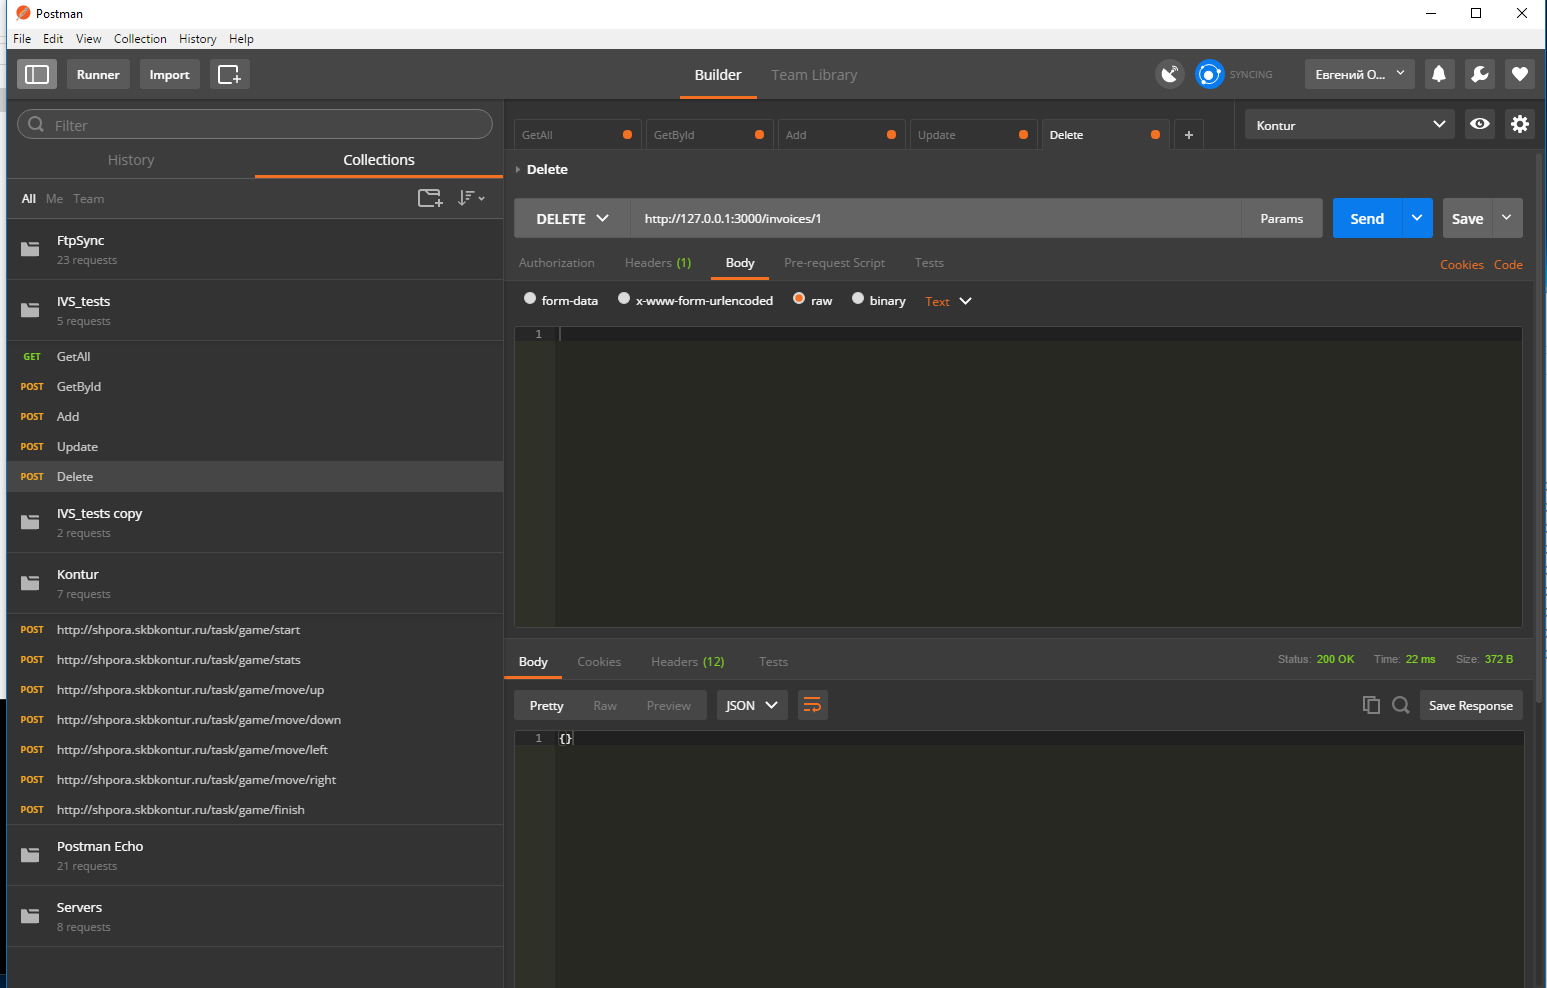 Postman
File Edit View Collection History Help
Runner Import
Builder Team Library
SYNCING
Евгений О...
Filter
History Collections
All Me Team
FtpSync
23 requests
IVS_tests
5 requests
GET GetAll
POST GetById
POST Add
POST Update
POST Delete
IVS_tests copy
2 requests
Kontur
7 requests
POST http://shpora.skbkontur.ru/task/game/start
POST http://shpora.skbkontur.ru/task/game/stats
POST http://shpora.skbkontur.ru/task/game/move/up
POST http://shpora.skbkontur.ru/task/game/move/down
POST http://shpora.skbkontur.ru/task/game/move/left
POST http://shpora.skbkontur.ru/task/game/move/right
POST http://shpora.skbkontur.ru/task/game/finish
Postman Echo
21 requests
Servers
8 requests
GetAll GetById Add Update Delete +
Kontur
Delete
DELETE http://127.0.0.1:3000/invoices/1 Params Send Save
Authorization Headers (1) Body Pre-request Script Tests Cookies Code
form-data x-www-form-urlencoded raw binary Text
1
Body Cookies Headers (12) Tests Status: 200 OK Time: 22 ms Size: 372 B
Pretty Raw Preview JSON Save Response
1 {}